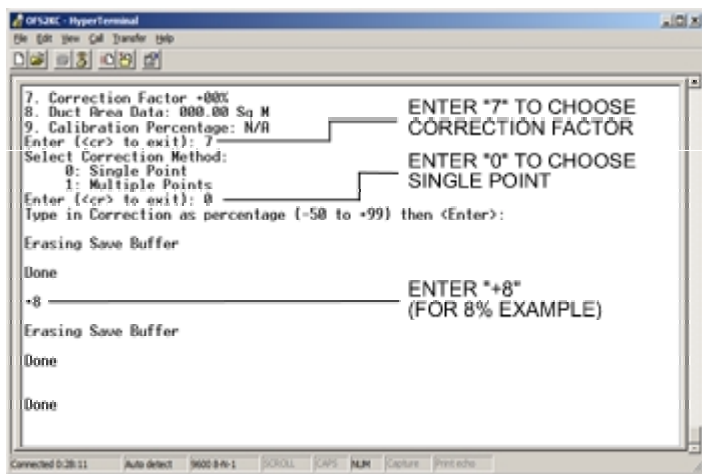 OFS2KC - HyperTerminal
File Edit View Call Transfer Help
7. Correction Factor +00%
8. Duct Area Data: 000.00 Sq M
9. Calibration Percentage: N/A
Enter (<cr> to exit): 7
Select Correction Method:
0: Single Point
1: Multiple Points
Enter (<cr> to exit): 0
Type in Correction as percentage (-50 to +99) then <Enter>:
Erasing Save Buffer
Done
+8
Erasing Save Buffer
Done
Done
ENTER "7" TO CHOOSE
CORRECTION FACTOR
ENTER "0" TO CHOOSE
SINGLE POINT
ENTER "+8"
(FOR 8% EXAMPLE)
Connected 0:28:11 Auto detect 9600 8-N-1 SCROLL CAPS NUM Capture Print echo